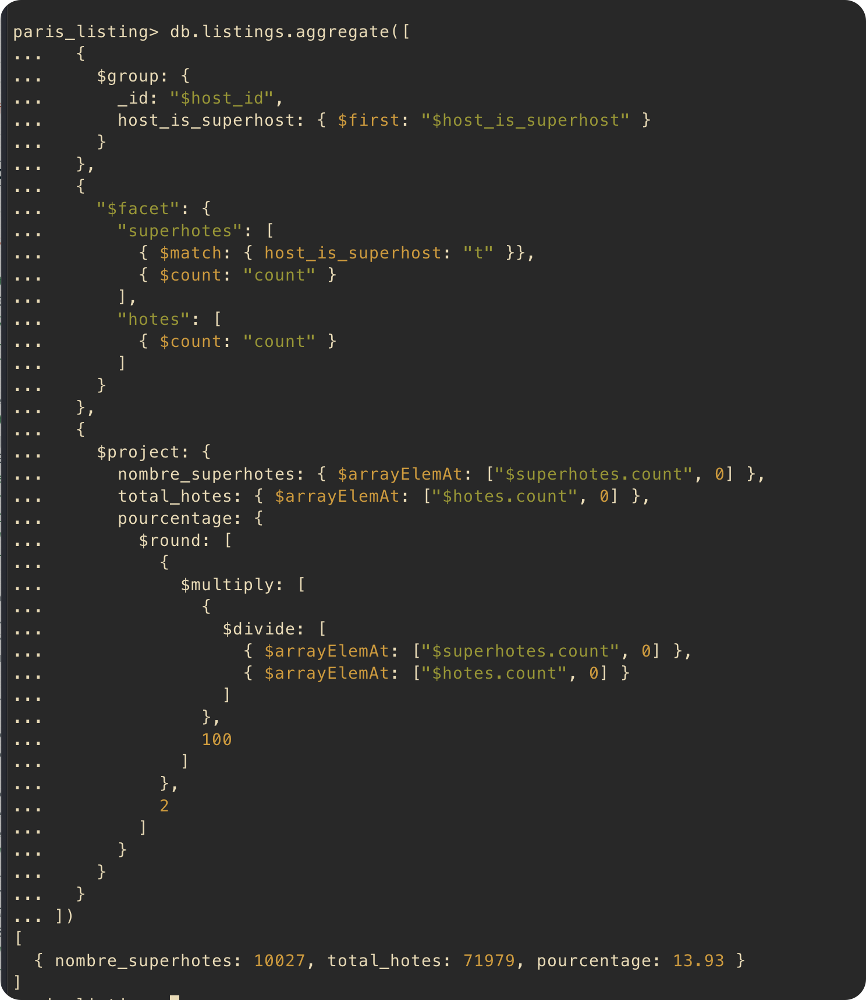 paris_listing> db.listings.aggregate([
...   {
...     $group: {
...       _id: "$host_id",
...       host_is_superhost: { $first: "$host_is_superhost" }
...     }
...   },
...   {
...     "$facet": {
...       "superhotes": [
...         { $match: { host_is_superhost: "t" }},
...         { $count: "count" }
...       ],
...       "hotes": [
...         { $count: "count" }
...       ]
...     }
...   },
...   {
...     $project: {
...       nombre_superhotes: { $arrayElemAt: ["$superhotes.count", 0] },
...       total_hotes: { $arrayElemAt: ["$hotes.count", 0] },
...       pourcentage: {
...         $round: [
...           {
...             $multiply: [
...               {
...                 $divide: [
...                   { $arrayElemAt: ["$superhotes.count", 0] },
...                   { $arrayElemAt: ["$hotes.count", 0] }
...                 ]
...               },
...               100
...             ]
...           },
...           2
...         ]
...       }
...     }
...   }
... ])
[
  { nombre_superhotes: 10027, total_hotes: 71979, pourcentage: 13.93 }
]